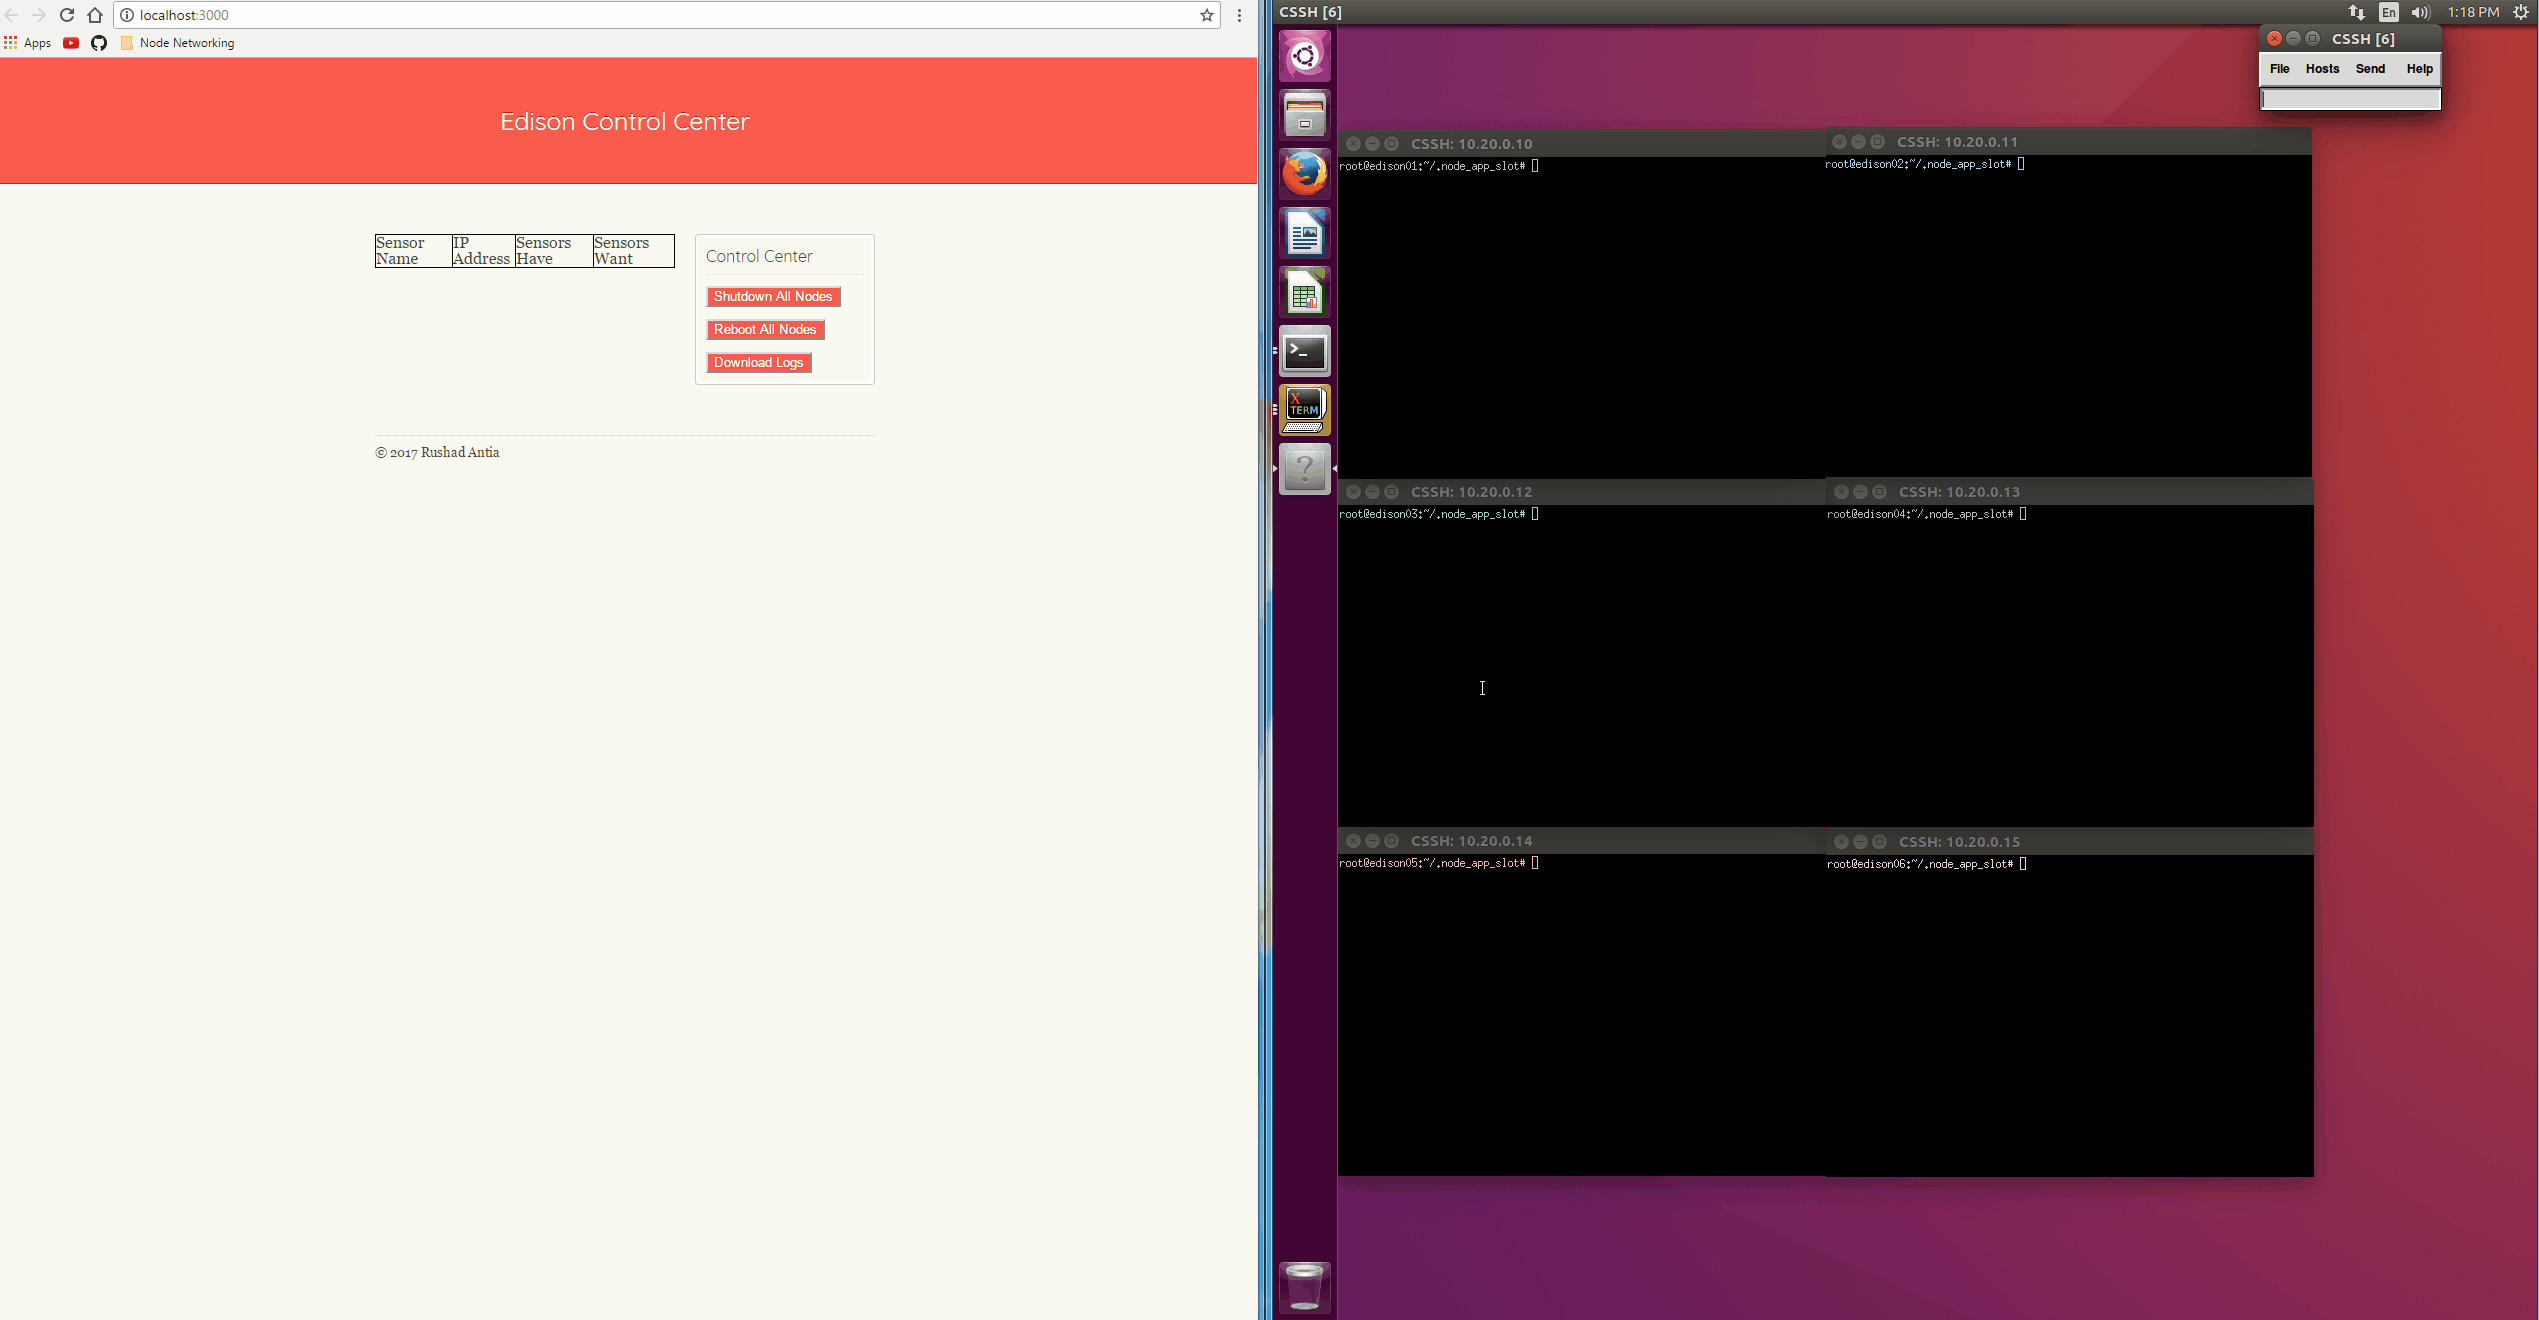 localhost:3000
Apps
Node Networking
Edison Control Center
Sensor Name
IP Address
Sensors Have
Sensors Want
Control Center
Shutdown All Nodes
Reboot All Nodes
Download Logs
© 2017 Rushad Antia
CSSH [6]
En
1:18 PM
CSSH [6]
File Hosts Send Help
X
TERM
CSSH: 10.20.0.10
root@edison01:~/.node_app_slot#
CSSH: 10.20.0.11
root@edison02:~/.node_app_slot#
CSSH: 10.20.0.12
root@edison03:~/.node_app_slot#
CSSH: 10.20.0.13
root@edison04:~/.node_app_slot#
CSSH: 10.20.0.14
root@edison05:~/.node_app_slot#
CSSH: 10.20.0.15
root@edison06:~/.node_app_slot#